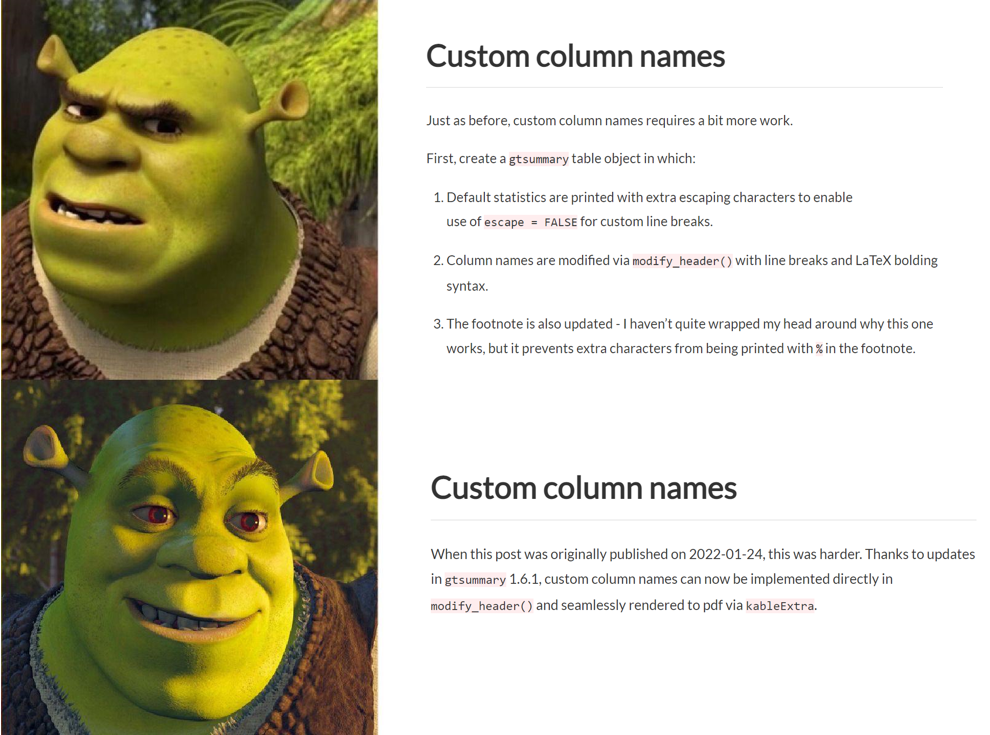 Custom column names
Just as before, custom column names requires a bit more work.
First, create a gtsummary table object in which:
1. Default statistics are printed with extra escaping characters to enable
use of escape = FALSE for custom line breaks.
2. Column names are modified via modify_header() with line breaks and LaTeX bolding
syntax.
3. The footnote is also updated - I haven't quite wrapped my head around why this one
works, but it prevents extra characters from being printed with % in the footnote.
Custom column names
When this post was originally published on 2022-01-24, this was harder. Thanks to updates
in gtsummary 1.6.1, custom column names can now be implemented directly in
modify_header() and seamlessly rendered to pdf via kableExtra.